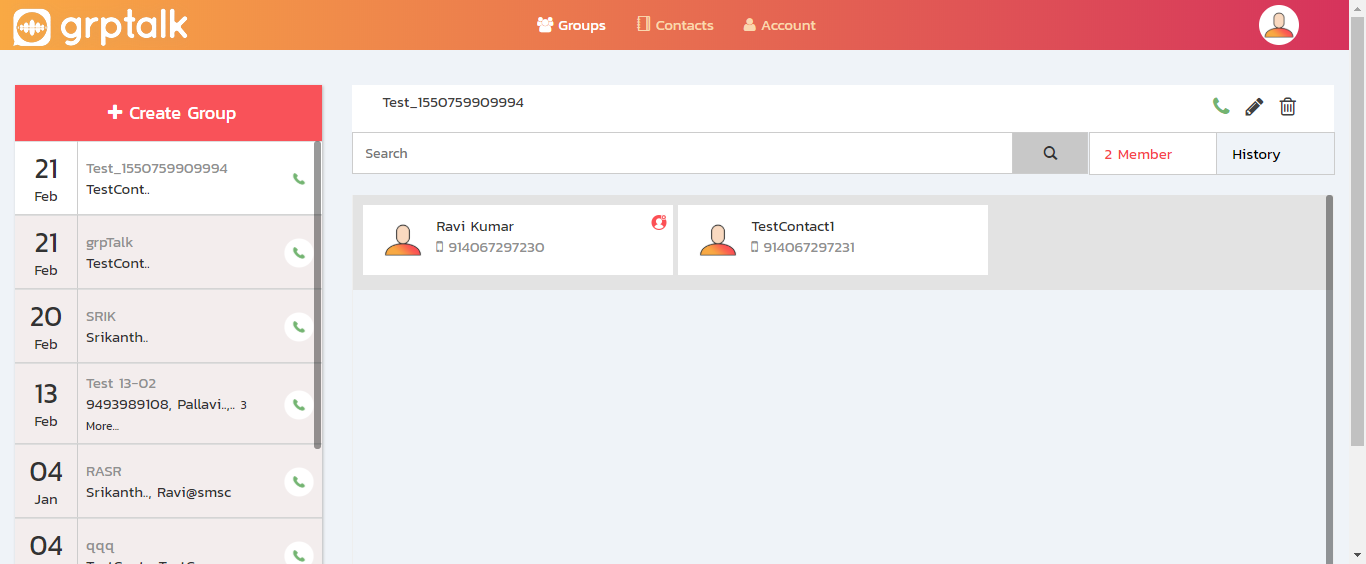 grptalk
Groups
Contacts
Account
Create Group
21
Feb
Test_1550759909994
TestCont..
21
Feb
grpTalk
TestCont..
20
Feb
SRIK
Srikanth..
13
Feb
Test 13-02
9493989108, Pallavi..,.. 3
More...
04
Jan
RASR
Srikanth.., Ravi@smsc
04
qqq
Test_1550759909994
Search
2 Member
History
Ravi Kumar
914067297230
TestContact1
914067297231